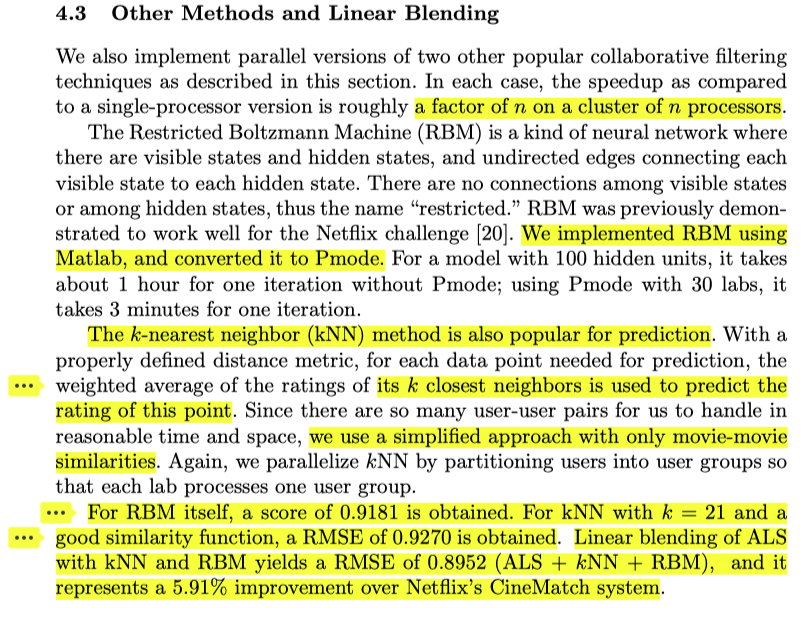 4.3 Other Methods and Linear Blending
We also implement parallel versions of two other popular collaborative filtering
techniques as described in this section. In each case, the speedup as compared
to a single-processor version is roughly a factor of n on a cluster of n processors.
The Restricted Boltzmann Machine (RBM) is a kind of neural network where
there are visible states and hidden states, and undirected edges connecting each
visible state to each hidden state. There are no connections among visible states
or among hidden states, thus the name “restricted.” RBM was previously demon-
strated to work well for the Netflix challenge [20]. We implemented RBM using
Matlab, and converted it to Pmode. For a model with 100 hidden units, it takes
about 1 hour for one iteration without Pmode; using Pmode with 30 labs, it
takes 3 minutes for one iteration.
The k-nearest neighbor (kNN) method is also popular for prediction. With a
properly defined distance metric, for each data point needed for prediction, the
weighted average of the ratings of its k closest neighbors is used to predict the
rating of this point. Since there are so many user-user pairs for us to handle in
reasonable time and space, we use a simplified approach with only movie-movie
similarities. Again, we parallelize kNN by partitioning users into user groups so
that each lab processes one user group.
For RBM itself, a score of 0.9181 is obtained. For kNN with k = 21 and a
good similarity function, a RMSE of 0.9270 is obtained. Linear blending of ALS
with kNN and RBM yields a RMSE of 0.8952 (ALS + kNN + RBM), and it
represents a 5.91% improvement over Netflix’s CineMatch system.